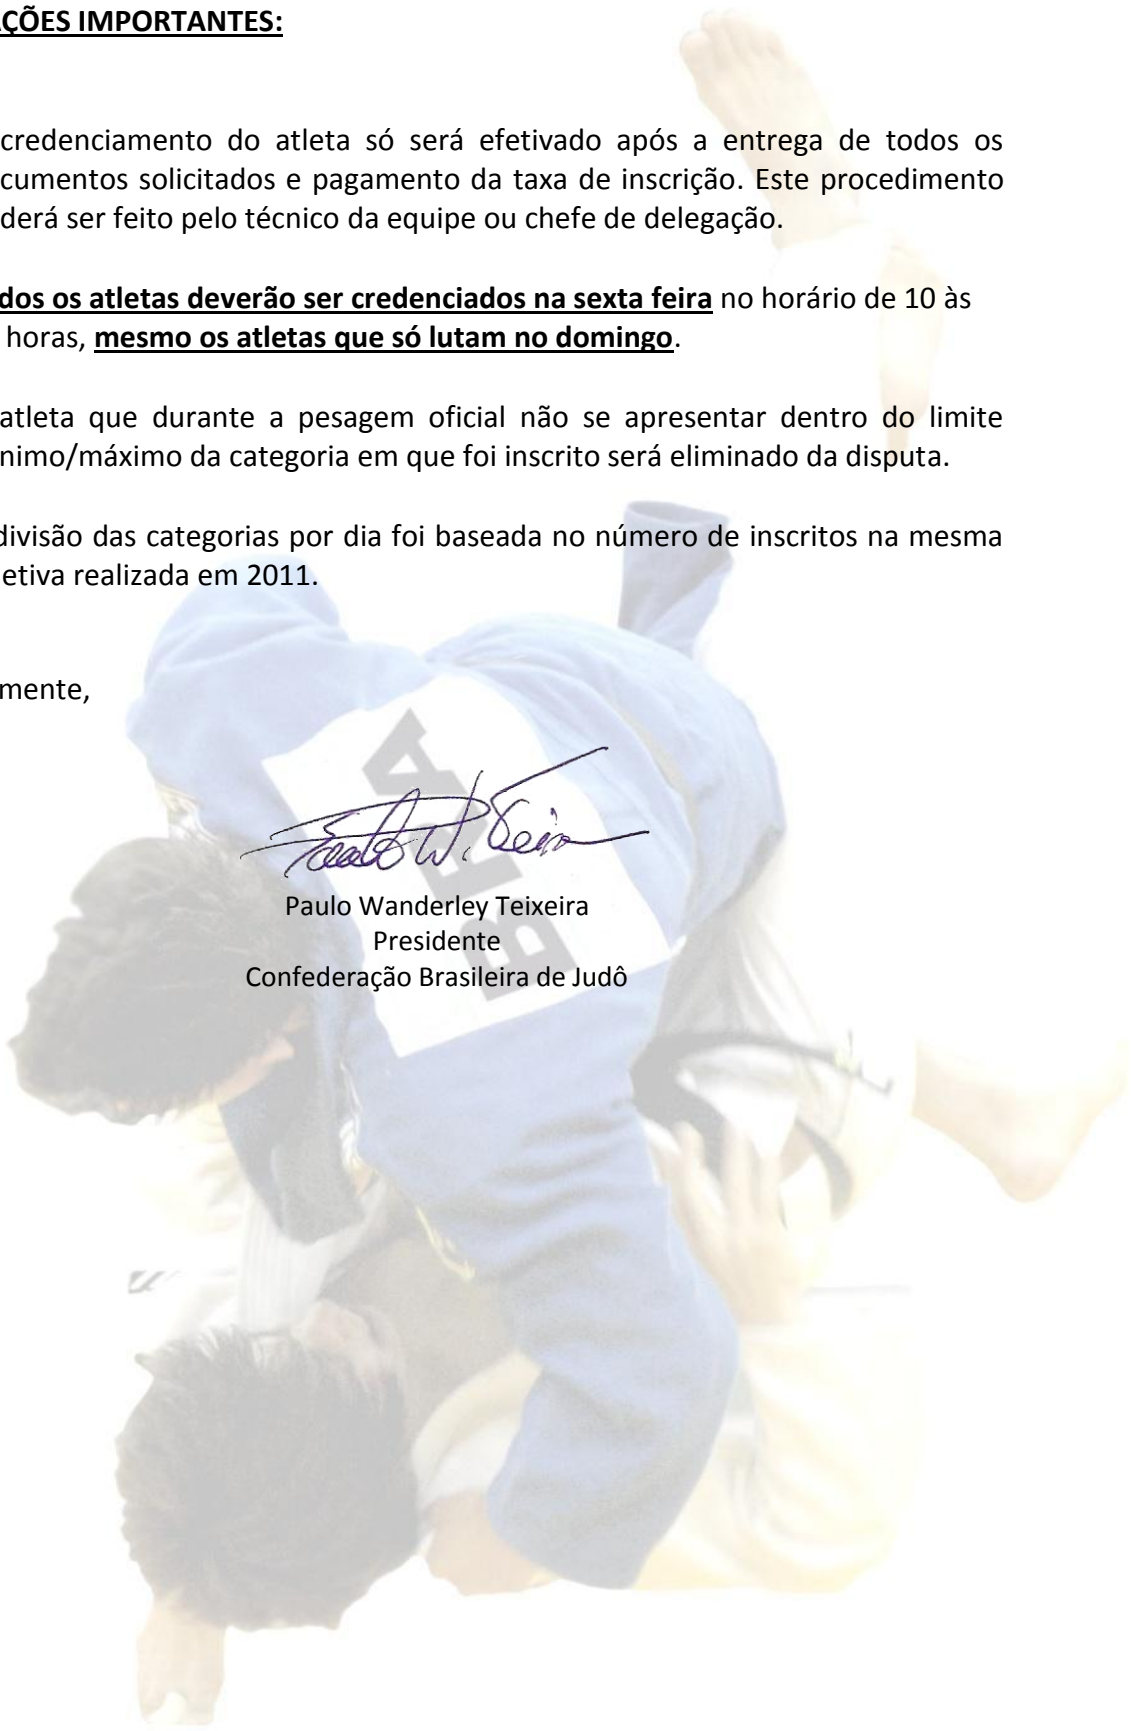 AÇÕES IMPORTANTES:
credenciamento do atleta só será efetivado após a entrega de todos os
cumentos solicitados e pagamento da taxa de inscrição. Este procedimento
derá ser feito pelo técnico da equipe ou chefe de delegação.
dos os atletas deverão ser credenciados na sexta feira no horário de 10 às
horas, mesmo os atletas que só lutam no domingo.
atleta que durante a pesagem oficial não se apresentar dentro do limite
nimo/máximo da categoria em que foi inscrito será eliminado da disputa.
divisão das categorias por dia foi baseada no número de inscritos na mesma
etiva realizada em 2011.
mente,
BRA
Paulo W. Teixeira
Paulo Wanderley Teixeira
Presidente
Confederação Brasileira de Judô